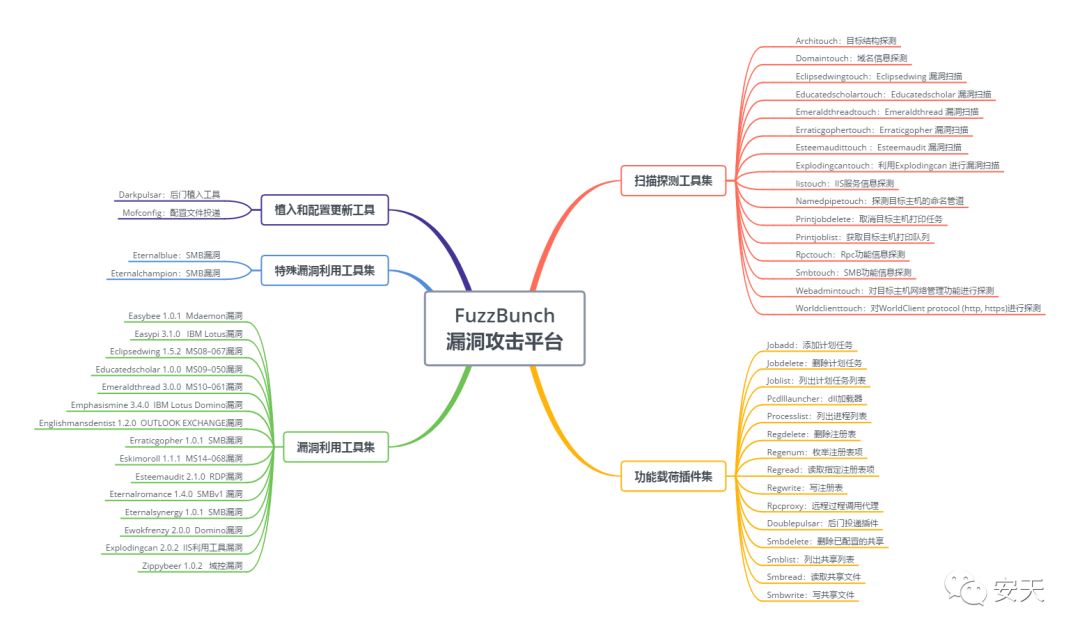 FuzzBunch
漏洞攻击平台
植入和配置更新工具
Darkpulsar：后门植入工具
Mofconfig：配置文件投递
特殊漏洞利用工具集
Eternalblue：SMB漏洞
Eternalchampion：SMB漏洞
漏洞利用工具集
Easybee 1.0.1 Mdaemon漏洞
Easypi 3.1.0 IBM Lotus漏洞
Eclipsedwing 1.5.2 MS08-067漏洞
Educatedscholar 1.0.0 MS09-050漏洞
Emeraldthread 3.0.0 MS10-061漏洞
Emphasismine 3.4.0 IBM Lotus Domino漏洞
Englishmansdentist 1.2.0 OUTLOOK EXCHANGE漏洞
Erraticgopher 1.0.1 SMB漏洞
Eskimoroll 1.1.1 MS14-068漏洞
Esteemaudit 2.1.0 RDP漏洞
Eternalromance 1.4.0 SMBv1 漏洞
Eternalsynergy 1.0.1 SMB漏洞
Ewokfrenzy 2.0.0 Domino漏洞
Explodingcan 2.0.2 IIS利用工具漏洞
Zippybeer 1.0.2 域控漏洞
扫描探测工具集
Architouch：目标结构探测
Domaintouch：域名信息探测
Eclipsedwingtouch：Eclipsedwing 漏洞扫描
Educatedscholartouch：Educatedscholar 漏洞扫描
Emeraldthreadtouch：Emeraldthread 漏洞扫描
Erraticgophertouch：Erraticgopher 漏洞扫描
Esteemaudittouch：Esteemaudit 漏洞扫描
Explodingcantouch：利用Explodingcan 进行漏洞扫描
Iistouch：IIS服务信息探测
Namedpipetouch：探测目标主机的命名管道
Printjobdelete：取消目标主机打印任务
Printjoblist：获取目标主机打印队列
Rpctouch：Rpc功能信息探测
Smbtouch：SMB功能信息探测
Webadmintouch：对目标主机网络管理功能进行探测
Worldclienttouch：对WorldClient protocol (http, https)进行探测
功能载荷插件集
Jobadd：添加计划任务
Jobdelete：删除计划任务
Joblist：列出计划任务列表
Pcdlllauncher：dll加载器
Processlist：列出进程列表
Regdelete：删除注册表
Regenum：枚举注册表项
Regread：读取指定注册表项
Regwrite：写注册表
Rpcproxy：远程过程调用代理
Doublepulsar：后门投递插件
Smbdelete：删除已配置的共享
Smblist：列出共享列表
Smbread：读取共享文件
Smbwrite：写共享文件
安天